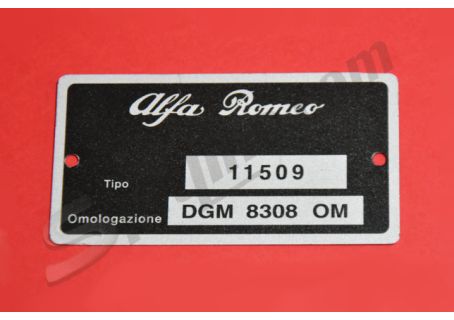 Alfa Romeo
Tipo 11509
Omologazione DGM 8308 OM